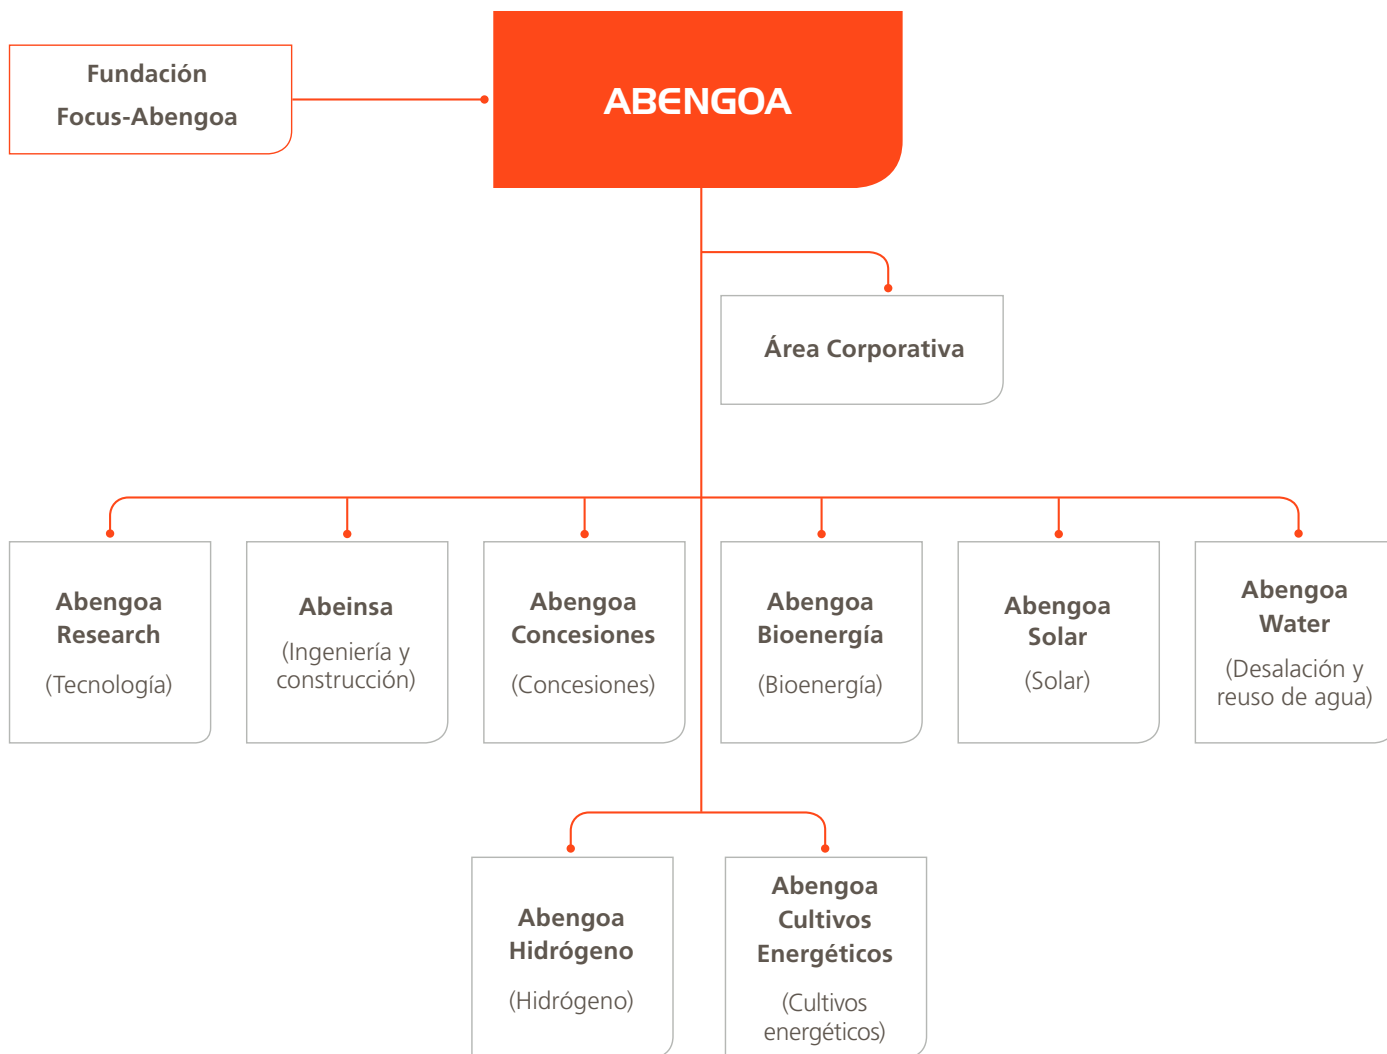 Fundación
Focus-Abengoa
ABENGOA
Área Corporativa
Abengoa
Research
(Tecnología)
Abeinsa
(Ingeniería y
construcción)
Abengoa
Concesiones
(Concesiones)
Abengoa
Bioenergía
(Bioenergía)
Abengoa
Solar
(Solar)
Abengoa
Water
(Desalación y
reuso de agua)
Abengoa
Hidrógeno
(Hidrógeno)
Abengoa
Cultivos
Energéticos
(Cultivos
energéticos)